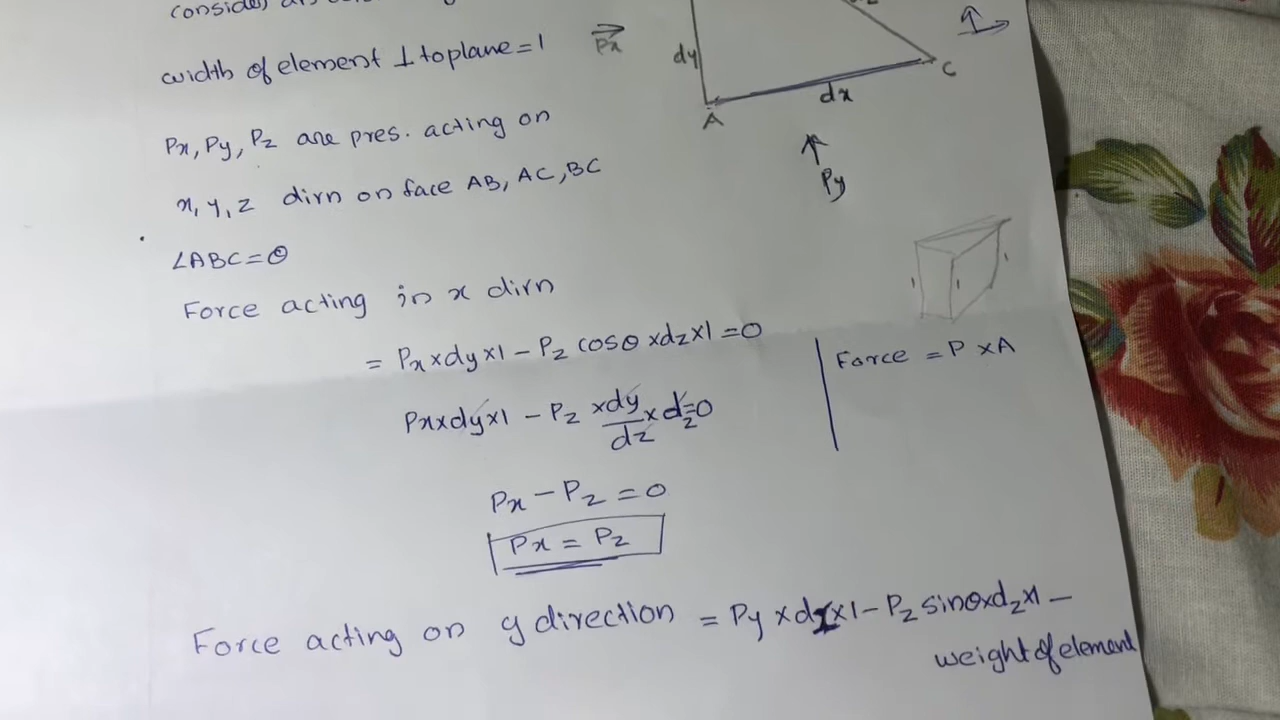 width of element ⊥ to plane = 1
Px, Py, Pz are pres. acting on
x, y, z dirn on face AB, AC, BC
∠ABC = θ
Force acting in x dirn
= Px x dy x 1 - Pz cosθ x dz x 1 = 0
Px x dy x 1 - Pz x dy/dz x dz = 0
Px - Pz = 0
Px = Pz
Force acting on y direction = Py x dx x 1 - Pz sinθ x dz x 1 -
weight of element
Px
dy
A
dx
C
Py
1
1
1
Force = P x A